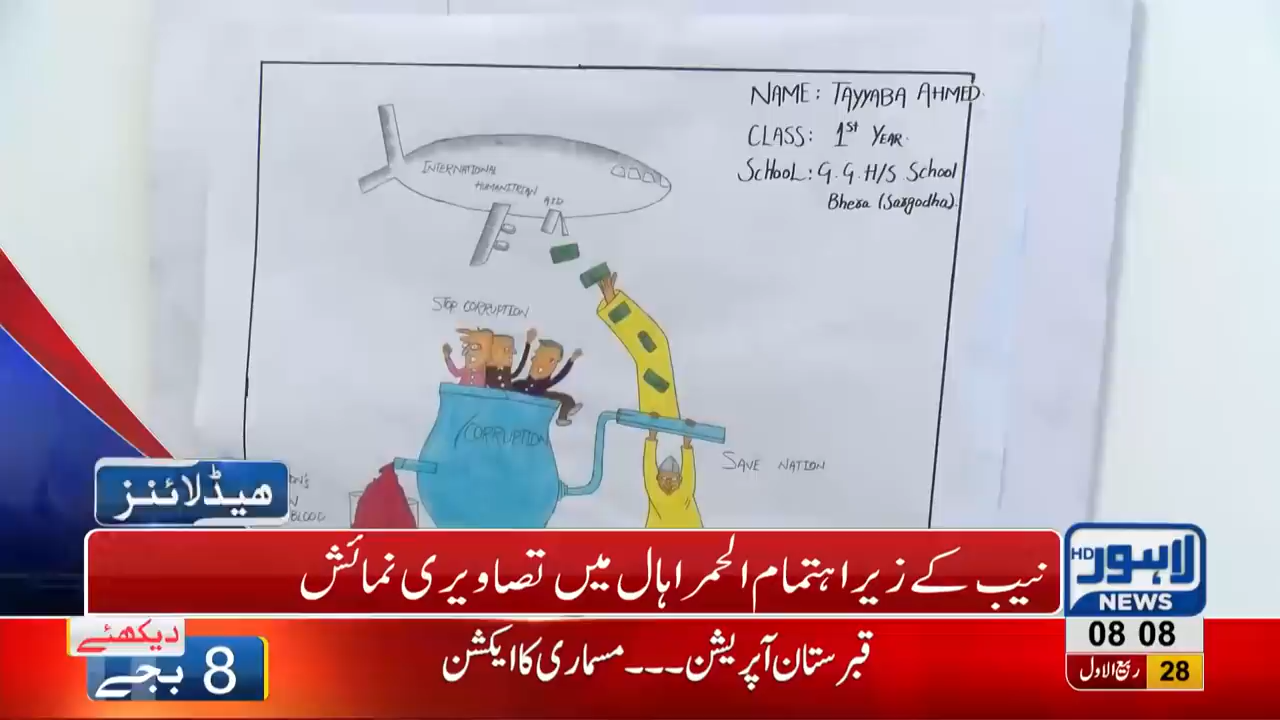 NAME: TAYYABA AHMED.
CLASS: 1st YEAR.
SCHOOL: G.G.H/S School
Bhera (Sargodha).
INTERNATIONAL
HUMANITRIAN
AID
STOP CORRUPTION
CORRUPTION
SAVE NATION
BLOOD
ھیڈلائنز
نیب کے زیر اہتمام الحمرا ہال میں تصاویری نمائش
لاہور HD
NEWS
دیکھئے
8 بجے
قبرستان آپریشن۔۔۔ مسماری کا ایکشن
08 08
28 ربیع الاول